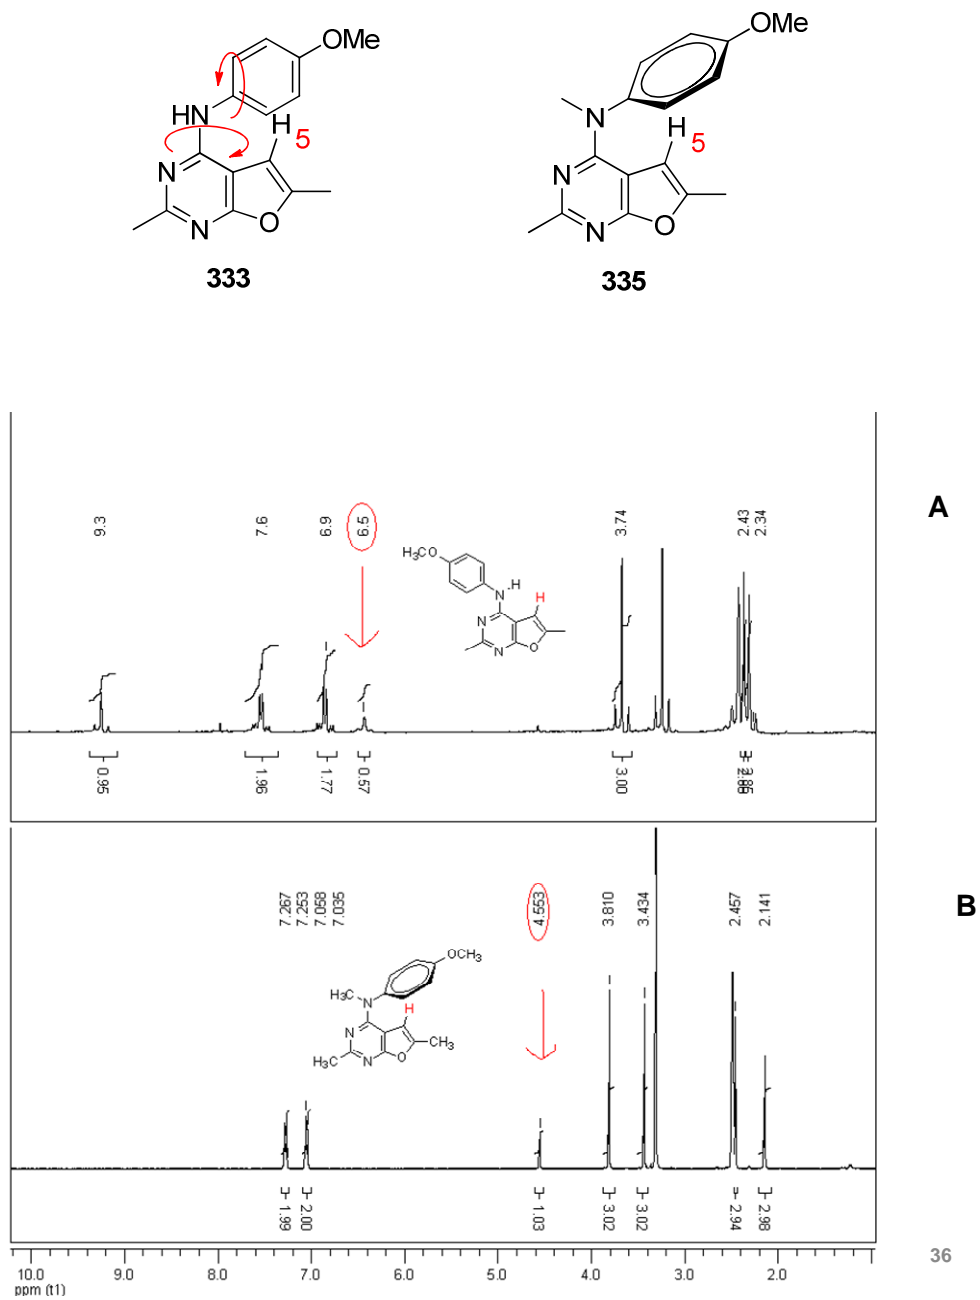 OMe
HN
H
5
N
N
O
333
OMe
N
H
5
N
N
O
335
A
9.3
7.6
6.9
6.5
3.74
2.43
2.34
H₃CO
N
H
H
N
N
O
0.95
1.96
1.77
0.57
3.00
2.85
B
7.267
7.253
7.058
7.035
4.553
3.810
3.434
2.457
2.141
OCH₃
H₃C
N
H
N
N
O
H₃C
CH₃
1.99
2.00
1.03
3.02
3.02
2.94
2.98
36
10.0 9.0 8.0 7.0 6.0 5.0 4.0 3.0 2.0
ppm (t1)